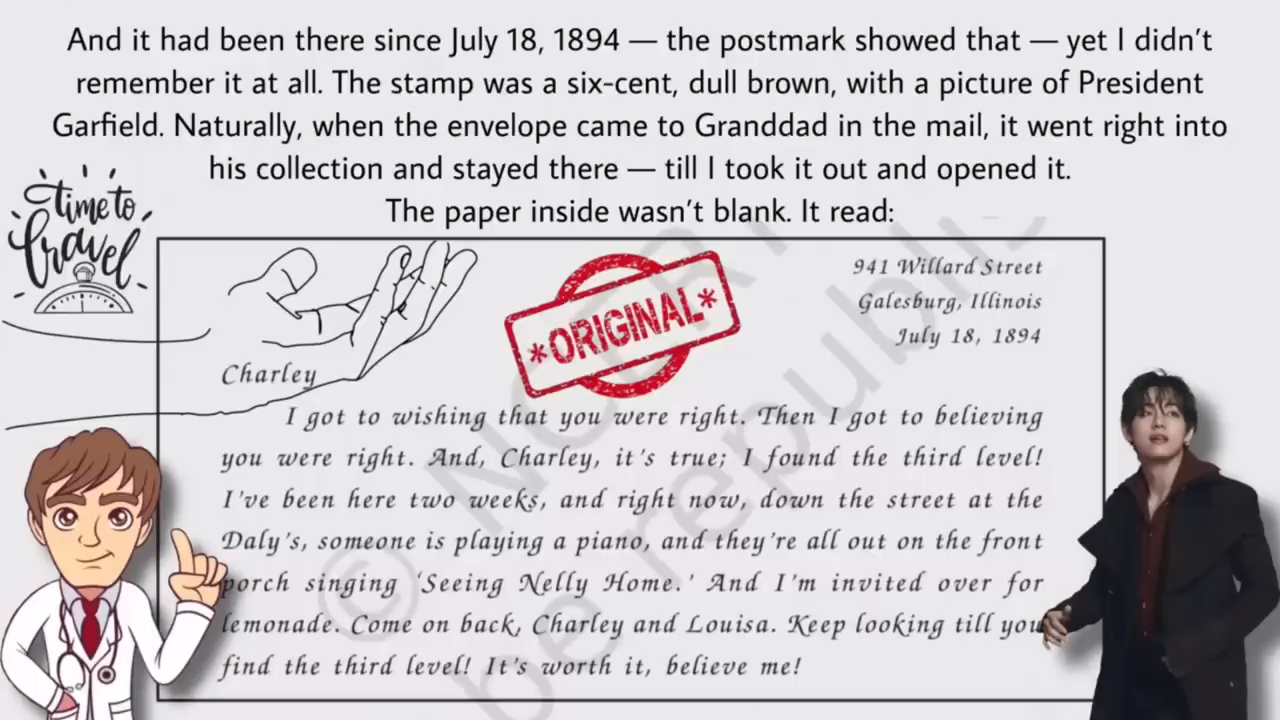 And it had been there since July 18, 1894 — the postmark showed that — yet I didn't
remember it at all. The stamp was a six-cent, dull brown, with a picture of President
Garfield. Naturally, when the envelope came to Granddad in the mail, it went right into
his collection and stayed there — till I took it out and opened it.
The paper inside wasn't blank. It read:
time to
travel
*ORIGINAL*
941 Willard Street
Galesburg, Illinois
July 18, 1894
Charley
I got to wishing that you were right. Then I got to believing
you were right. And, Charley, it's true; I found the third level!
I've been here two weeks, and right now, down the street at the
Daly's, someone is playing a piano, and they're all out on the front
porch singing 'Seeing Nelly Home.' And I'm invited over for
lemonade. Come on back, Charley and Louisa. Keep looking till you
find the third level! It's worth it, believe me!